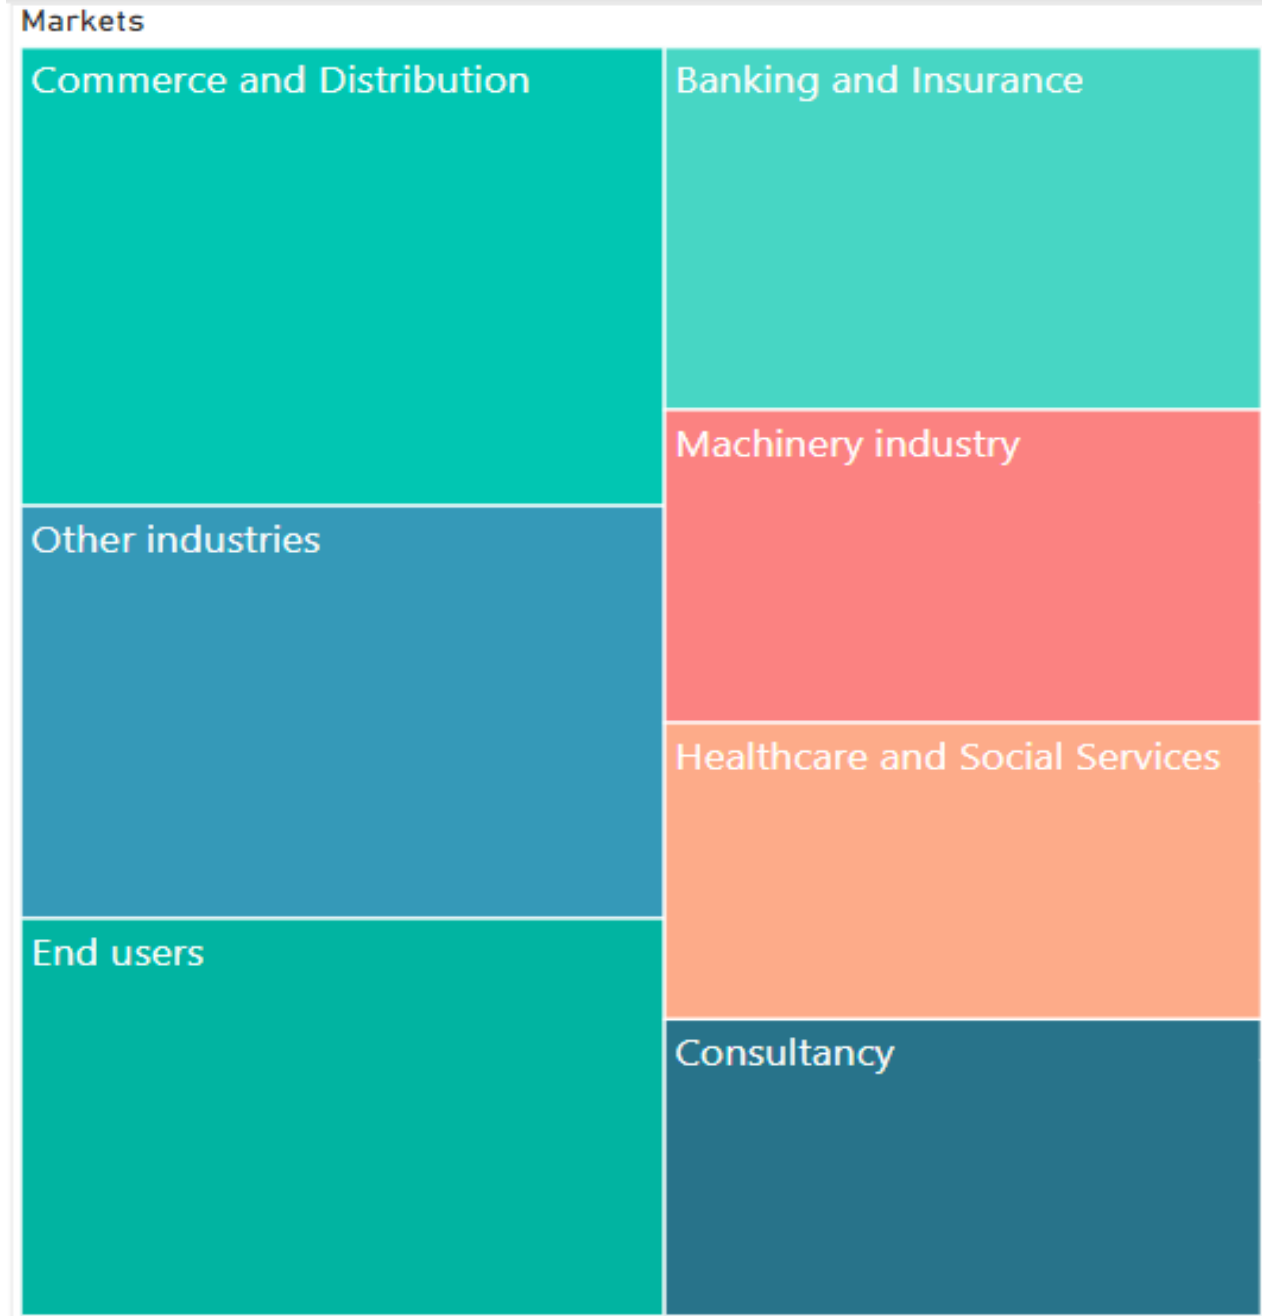 Markets
Commerce and Distribution
Other industries
End users
Banking and Insurance
Machinery industry
Healthcare and Social Services
Consultancy